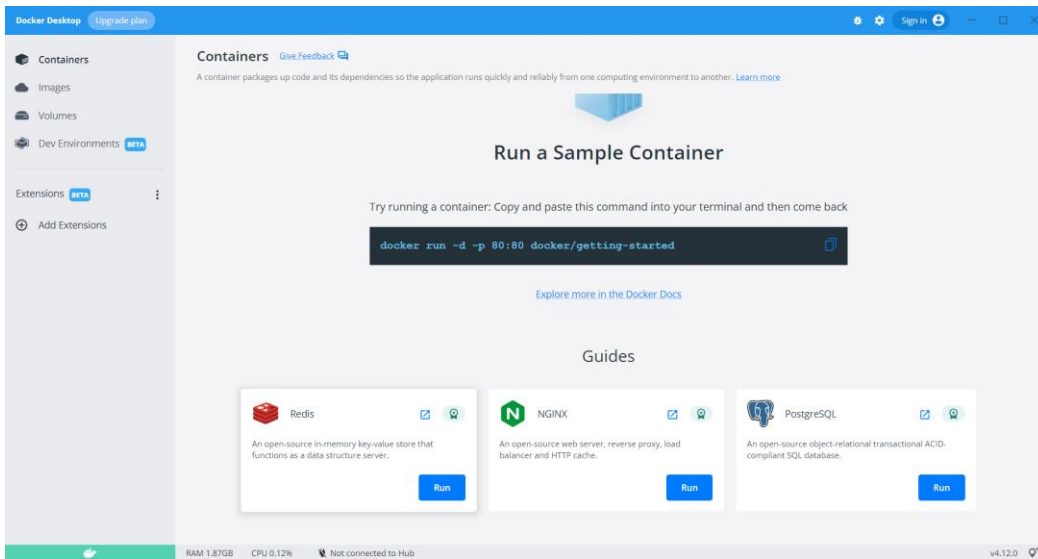 Docker Desktop Upgrade plan
Sign in
Containers
Images
Volumes
Dev Environments BETA
Extensions BETA
Add Extensions
Containers Give Feedback
A container packages up code and its dependencies so the application runs quickly and reliably from one computing environment to another. Learn more
Run a Sample Container
Try running a container: Copy and paste this command into your terminal and then come back
docker run -d -p 80:80 docker/getting-started
Explore more in the Docker Docs
Guides
Redis
An open-source in-memory key-value store that
functions as a data structure server.
Run
NGINX
An open-source web server, reverse proxy, load
balancer and HTTP cache.
Run
PostgreSQL
An open-source object-relational transactional ACID-
compliant SQL database.
Run
RAM 1.87GB CPU 0.12% Not connected to Hub
v4.12.0